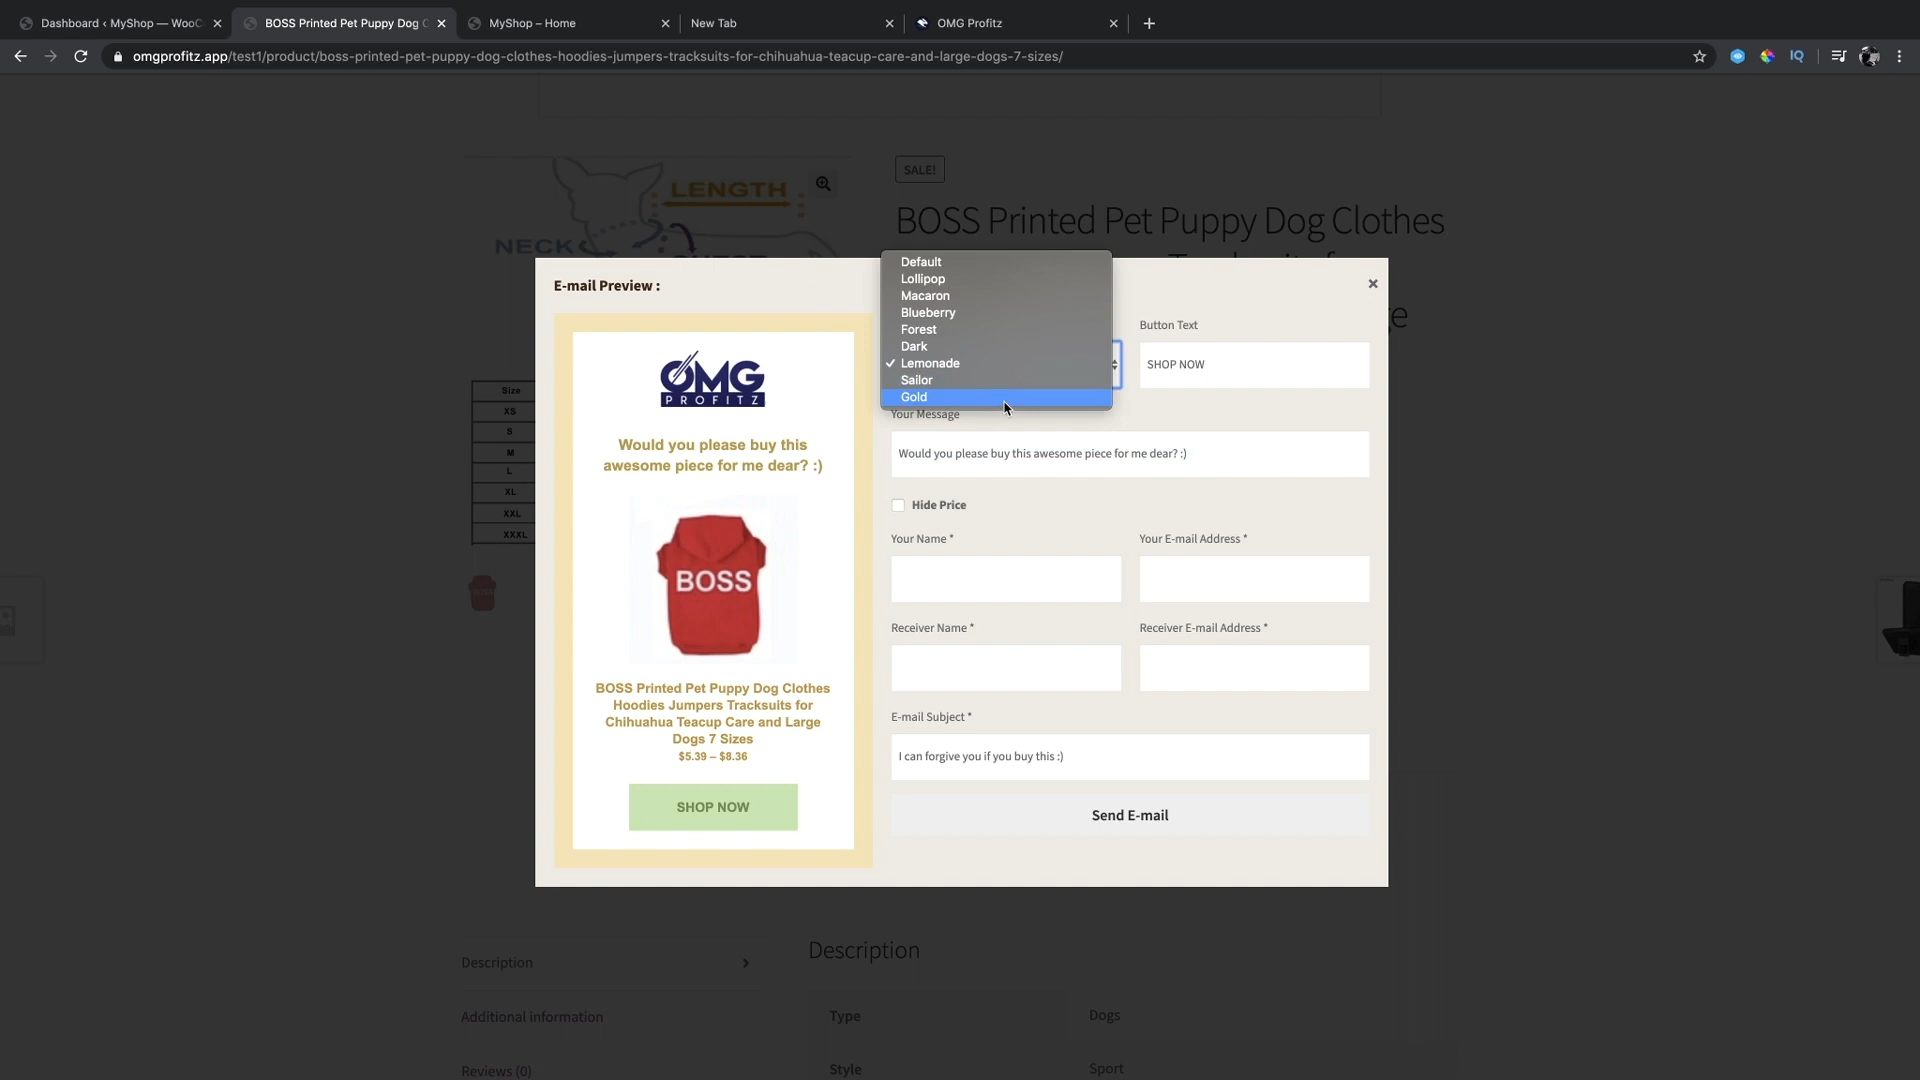 Dashboard ‹ MyShop — WooC
BOSS Printed Pet Puppy Dog C
MyShop – Home
New Tab
OMG Profitz
omgprofitz.app/test1/product/boss-printed-pet-puppy-dog-clothes-hoodies-jumpers-tracksuits-for-chihuahua-teacup-care-and-large-dogs-7-sizes/
IQ
LENGTH
NECK
SALE!
BOSS Printed Pet Puppy Dog Clothes
E-mail Preview :
OMG
PROFITZ
Would you please buy this
awesome piece for me dear? :)
BOSS
BOSS Printed Pet Puppy Dog Clothes
Hoodies Jumpers Tracksuits for
Chihuahua Teacup Care and Large
Dogs 7 Sizes
$5.39 – $8.36
SHOP NOW
Default
Lollipop
Macaron
Blueberry
Forest
Dark
✓ Lemonade
Sailor
Gold
Button Text
SHOP NOW
Your Message
Would you please buy this awesome piece for me dear? :)
Hide Price
Your Name *
Your E-mail Address *
Receiver Name *
Receiver E-mail Address *
E-mail Subject *
I can forgive you if you buy this :)
Send E-mail
Size
XS
S
M
L
XL
XXL
XXXL
Description
Additional information
Reviews (0)
Description
Type
Dogs
Style
Sport